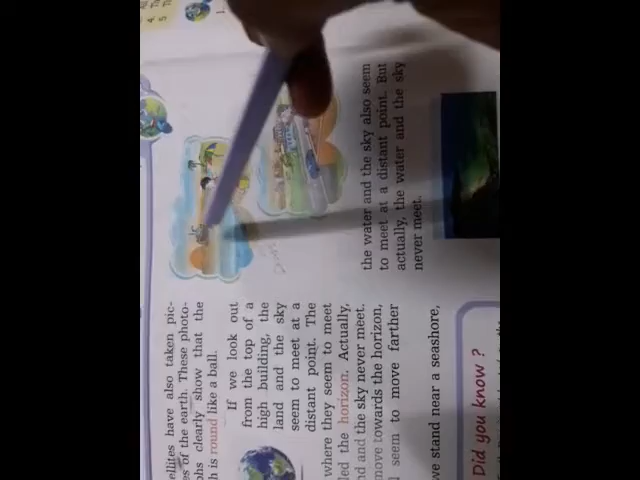 ellites have also taken pic-
es of the earth. These photo-
phs clearly show that the
h is round like a ball.
If we look out
from the top of a
high building, the
land and the sky
seem to meet at a
distant point. The
where they seem to meet
led the horizon. Actually,
nd and the sky never meet.
move towards the horizon,
l seem to move farther
we stand near a seashore,
the water and the sky also seem
to meet at a distant point. But
actually, the water and the sky
never meet.
Did you know ?
4.
5.
1.